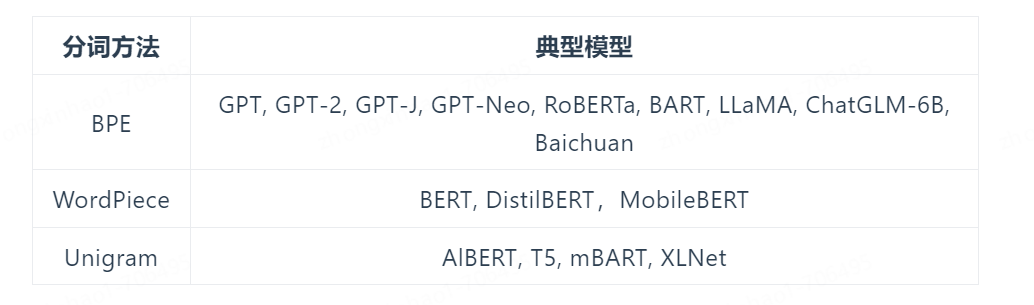 分词方法 典型模型
BPE GPT, GPT-2, GPT-J, GPT-Neo, RoBERTa, BART, LLaMA, ChatGLM-6B,
Baichuan
WordPiece BERT, DistilBERT，MobileBERT
Unigram AlBERT, T5, mBART, XLNet